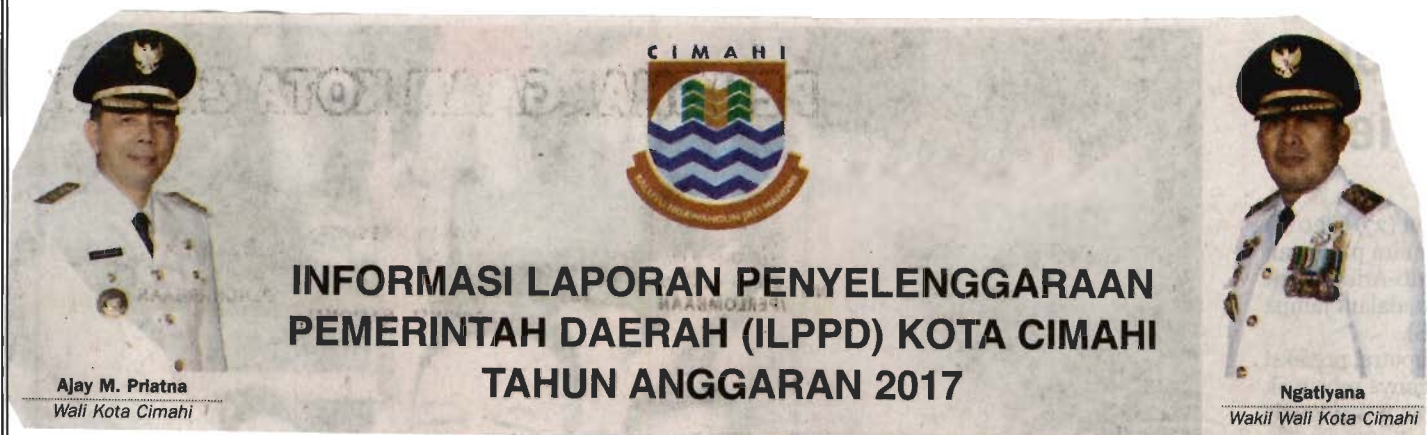 CIMAHI
INFORMASI LAPORAN PENYELENGGARAAN
PEMERINTAH DAERAH (ILPPD) KOTA CIMAHI
TAHUN ANGGARAN 2017
Ajay M. Priatna
Wali Kota Cimahi
Ngatiyana
Wakil Wali Kota Cimahi